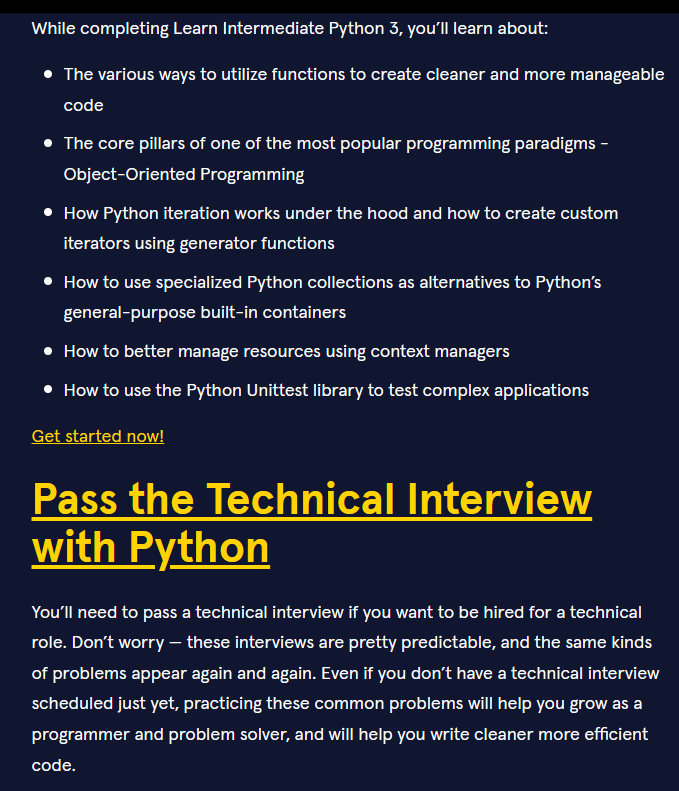 While completing Learn Intermediate Python 3, you’ll learn about:
• The various ways to utilize functions to create cleaner and more manageable
code
• The core pillars of one of the most popular programming paradigms -
Object-Oriented Programming
• How Python iteration works under the hood and how to create custom
iterators using generator functions
• How to use specialized Python collections as alternatives to Python’s
general-purpose built-in containers
• How to better manage resources using context managers
• How to use the Python Unittest library to test complex applications
Get started now!
Pass the Technical Interview
with Python
You’ll need to pass a technical interview if you want to be hired for a technical
role. Don’t worry — these interviews are pretty predictable, and the same kinds
of problems appear again and again. Even if you don’t have a technical interview
scheduled just yet, practicing these common problems will help you grow as a
programmer and problem solver, and will help you write cleaner more efficient
code.